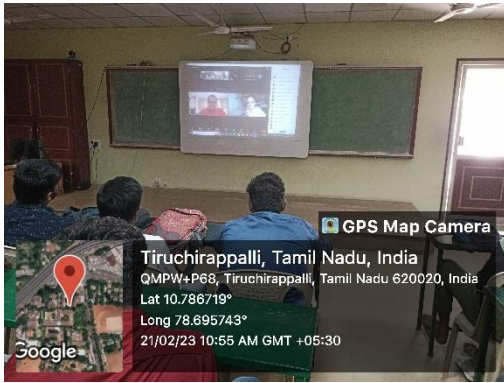 GPS Map Camera
Tiruchirappalli, Tamil Nadu, India
QMPW+P68, Tiruchirappalli, Tamil Nadu 620020, India
Lat 10.786719°
Long 78.695743°
21/02/23 10:55 AM GMT +05:30
Google